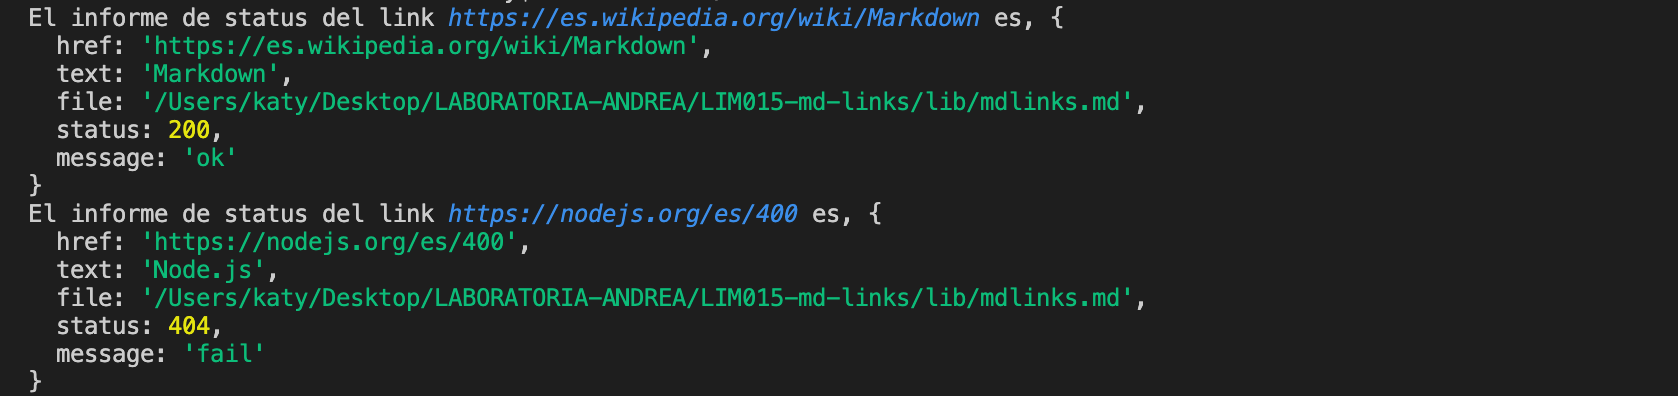 El informe de status del link https://es.wikipedia.org/wiki/Markdown es, {
href: 'https://es.wikipedia.org/wiki/Markdown',
text: 'Markdown',
file: '/Users/katy/Desktop/LABORATORIA-ANDREA/LIM015-md-links/lib/mdlinks.md',
status: 200,
message: 'ok'
}
El informe de status del link https://nodejs.org/es/400 es, {
href: 'https://nodejs.org/es/400',
text: 'Node.js',
file: '/Users/katy/Desktop/LABORATORIA-ANDREA/LIM015-md-links/lib/mdlinks.md',
status: 404,
message: 'fail'
}